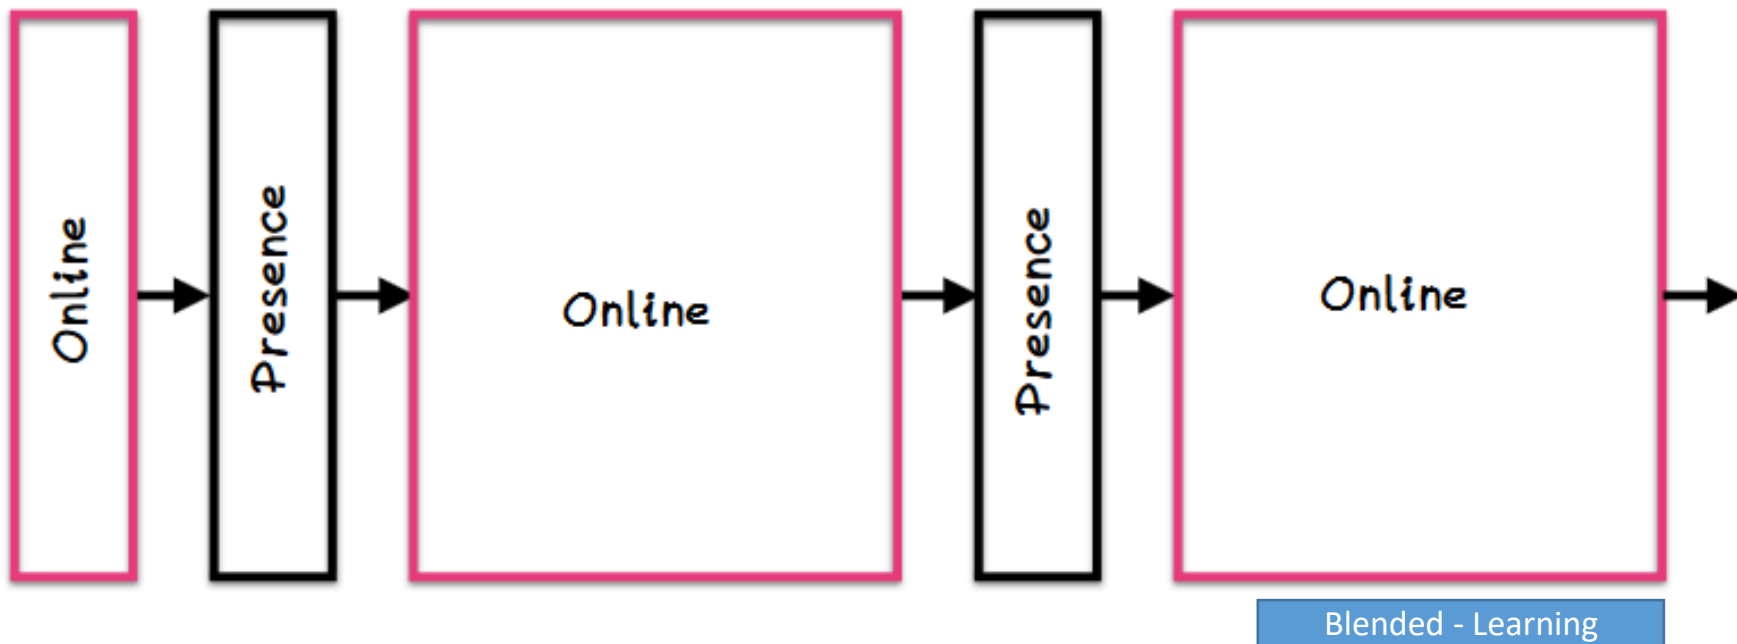 Online
Presence
Online
Presence
Online
Blended - Learning